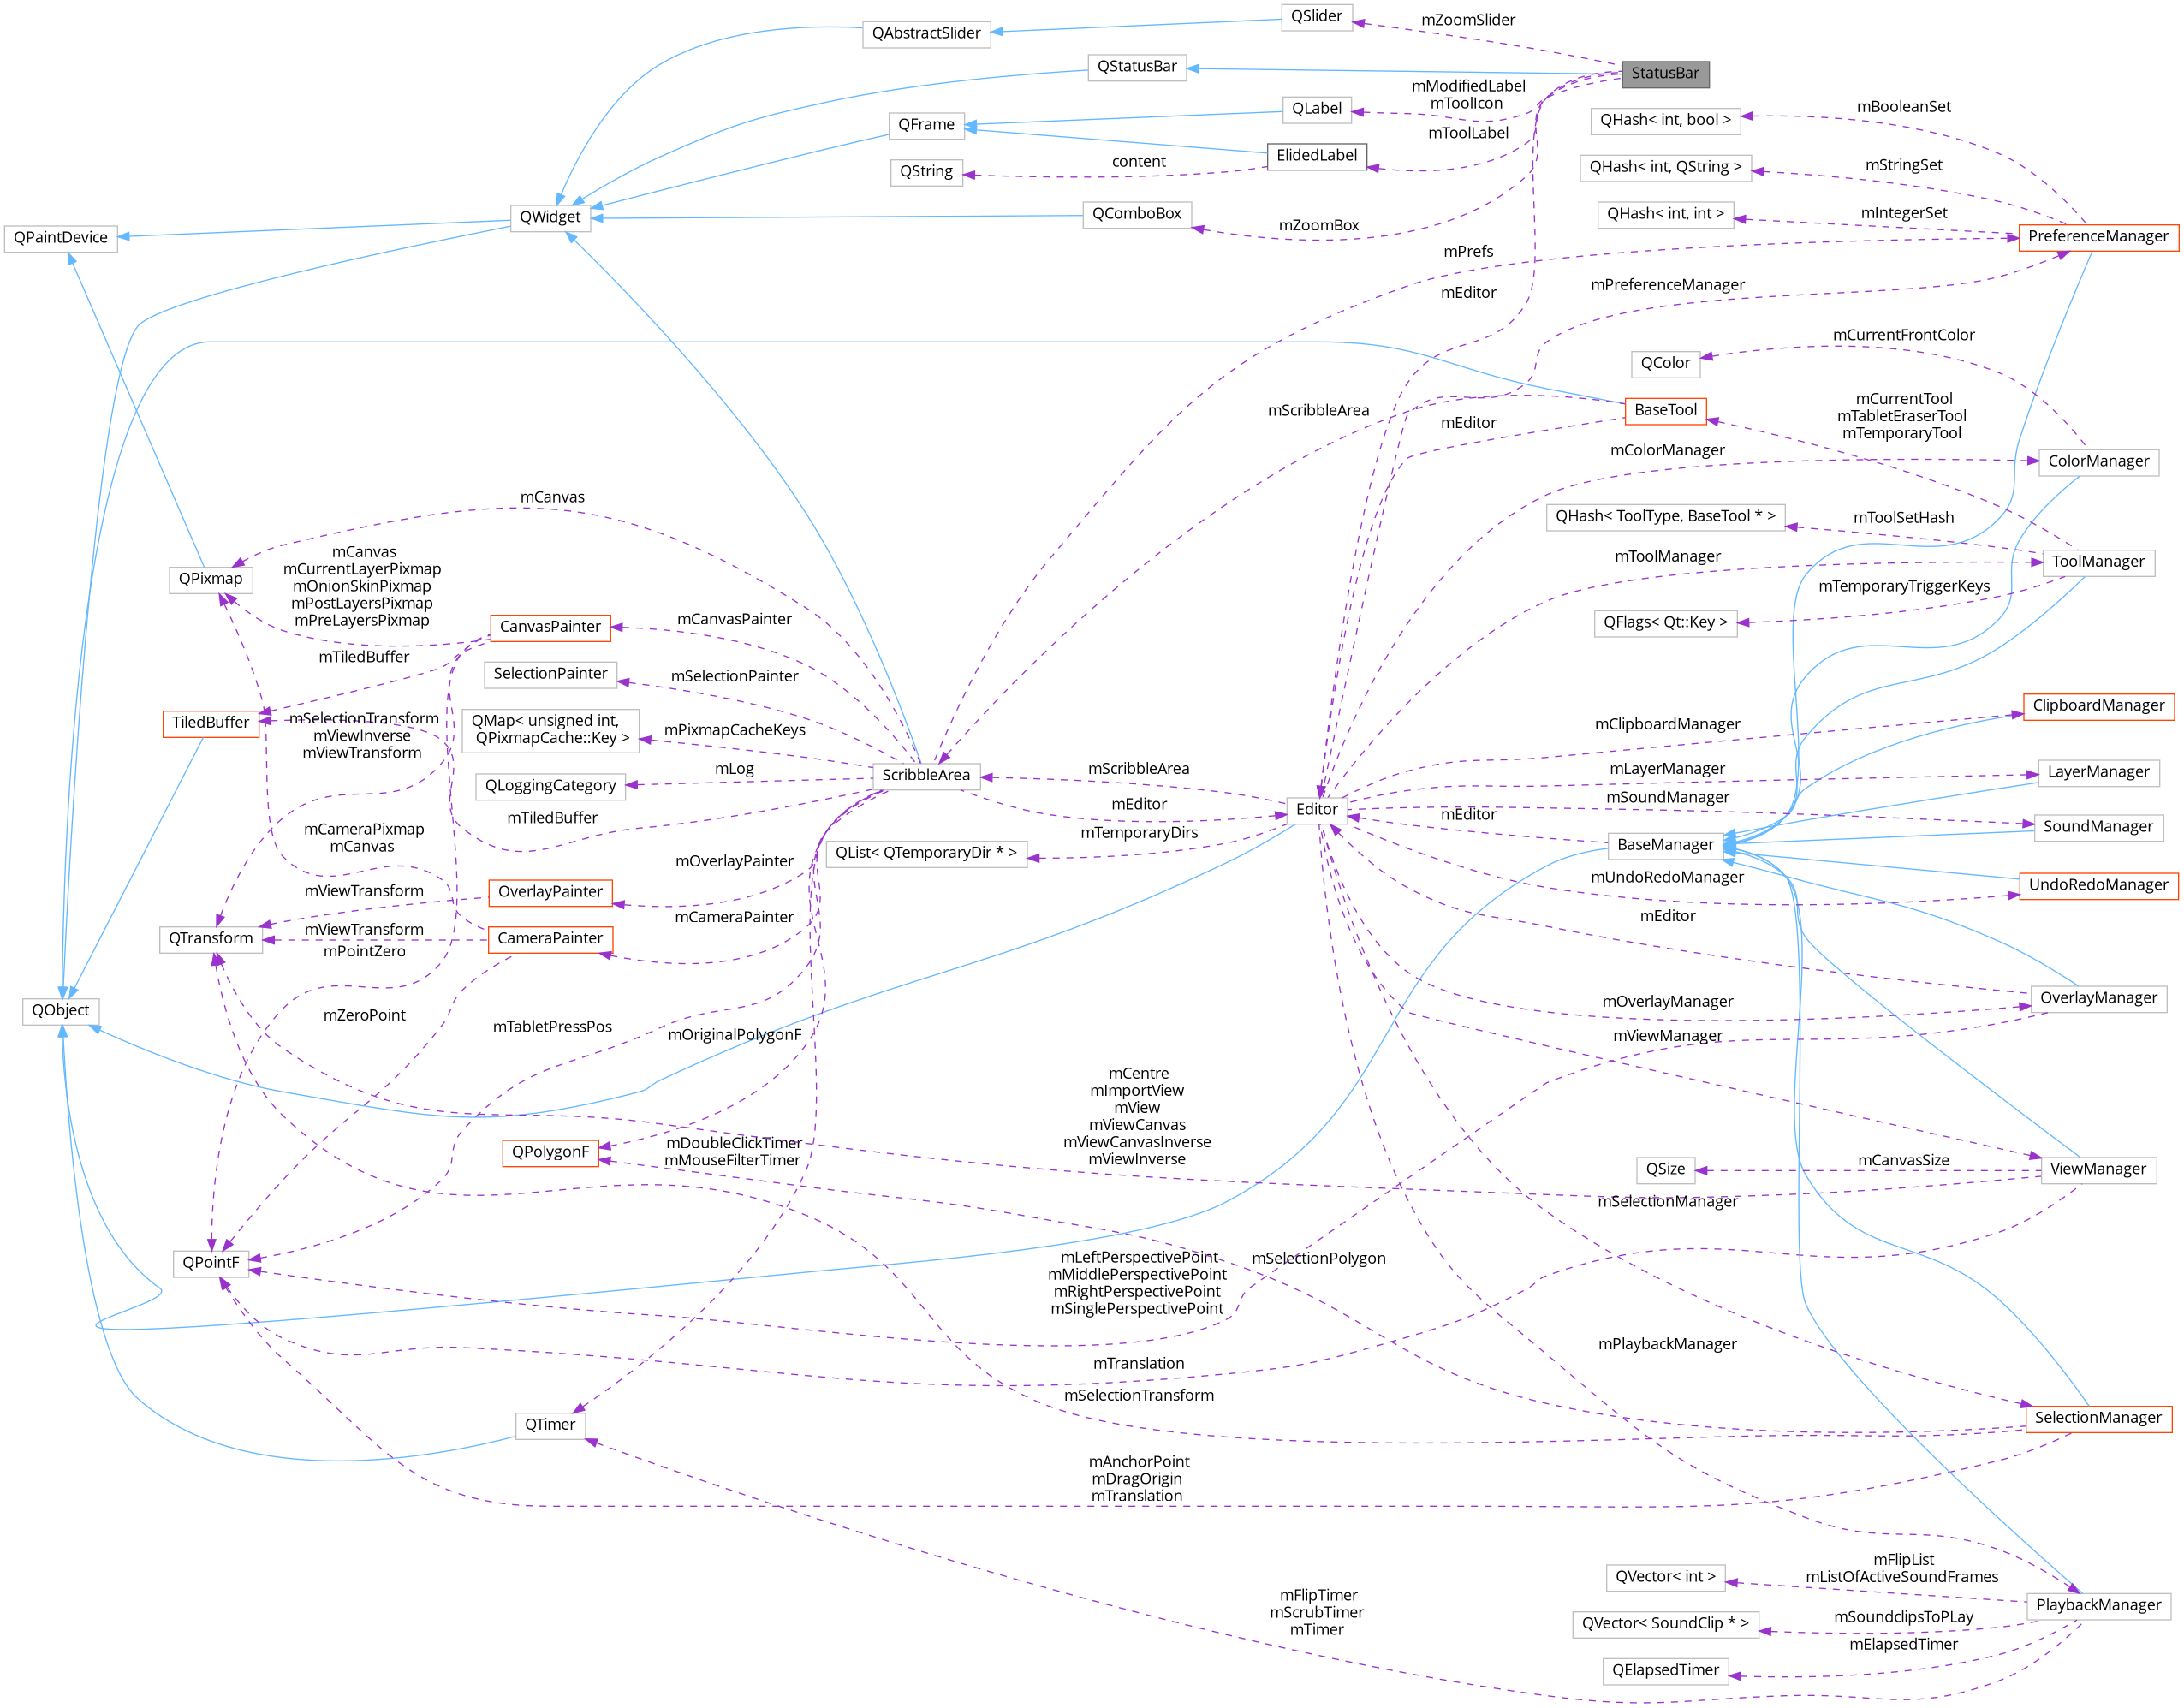 QSlider
mZoomSlider
QAbstractSlider
QStatusBar
StatusBar
mModifiedLabel
mToolIcon
QLabel
QHash< int, bool >
mBooleanSet
QFrame
mToolLabel
ElidedLabel
content
QString
QHash< int, QString >
mStringSet
QWidget
QComboBox
mZoomBox
QHash< int, int >
mIntegerSet
QPaintDevice
PreferenceManager
mPrefs
mEditor
mPreferenceManager
mCurrentFrontColor
QColor
mScribbleArea
mEditor
BaseTool
mCurrentTool
mTabletEraserTool
mTemporaryTool
mColorManager
ColorManager
mCanvas
QHash< ToolType, BaseTool * >
mToolSetHash
mToolManager
ToolManager
mCanvas
mCurrentLayerPixmap
mOnionSkinPixmap
mPostLayersPixmap
mPreLayersPixmap
QPixmap
mTemporaryTriggerKeys
QFlags< Qt::Key >
CanvasPainter
mCanvasPainter
mTiledBuffer
SelectionPainter
mSelectionPainter
TiledBuffer
mSelectionTransform
mViewInverse
mViewTransform
QMap< unsigned int,
QPixmapCache::Key >
mPixmapCacheKeys
mClipboardManager
ClipboardManager
QLoggingCategory
mLog
ScribbleArea
mScribbleArea
mLayerManager
LayerManager
mEditor
Editor
mSoundManager
SoundManager
mTiledBuffer
mCameraPixmap
mCanvas
mTemporaryDirs
QList< QTemporaryDir * >
mEditor
BaseManager
mOverlayPainter
OverlayPainter
mViewTransform
mUndoRedoManager
UndoRedoManager
mCameraPainter
CameraPainter
mViewTransform
QTransform
mPointZero
mEditor
QObject
mZeroPoint
mTabletPressPos
mOriginalPolygonF
mOverlayManager
OverlayManager
mViewManager
mCentre
mImportView
mView
mViewCanvas
mViewCanvasInverse
mViewInverse
QPolygonF
mDoubleClickTimer
mMouseFilterTimer
QSize
mCanvasSize
ViewManager
mSelectionManager
QPointF
mLeftPerspectivePoint
mMiddlePerspectivePoint
mRightPerspectivePoint
mSinglePerspectivePoint
mSelectionPolygon
mPlaybackManager
mTranslation
mSelectionTransform
QTimer
SelectionManager
mAnchorPoint
mDragOrigin
mTranslation
mFlipList
mListOfActiveSoundFrames
QVector< int >
mFlipTimer
mScrubTimer
mTimer
PlaybackManager
QVector< SoundClip * >
mSoundclipsToPLay
mElapsedTimer
QElapsedTimer